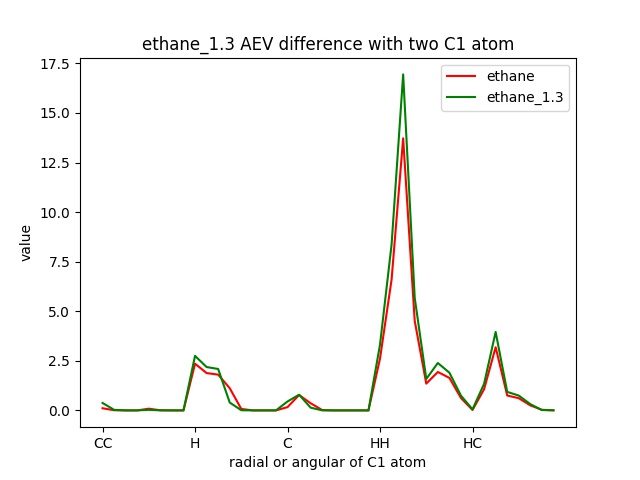 ethane_1.3 AEV difference with two C1 atom
17.5
15.0
12.5
10.0
7.5
5.0
2.5
0.0
value
ethane
ethane_1.3
CC H C HH HC
radial or angular of C1 atom